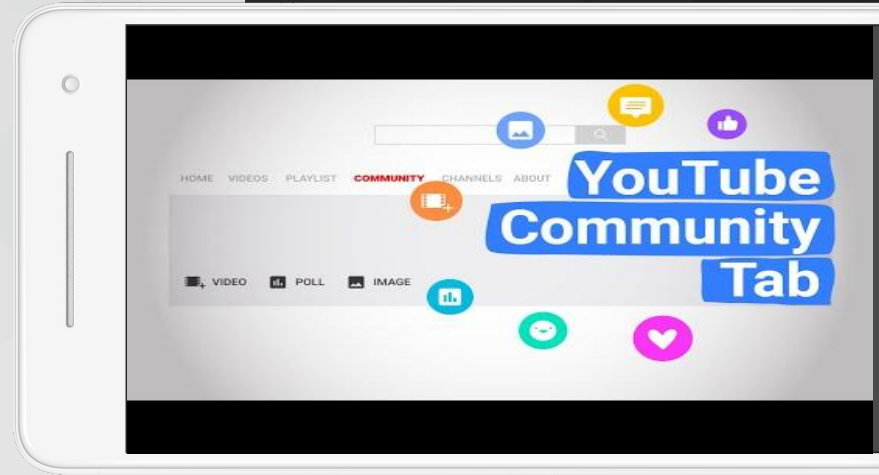 HOME VIDEOS PLAYLIST COMMUNITY CHANNELS ABOUT
YouTube
Community
Tab
VIDEO POLL IMAGE